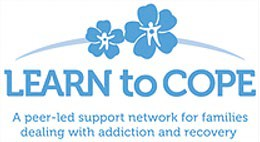 LEARN to COPE
A peer-led support network for families
dealing with addiction and recovery